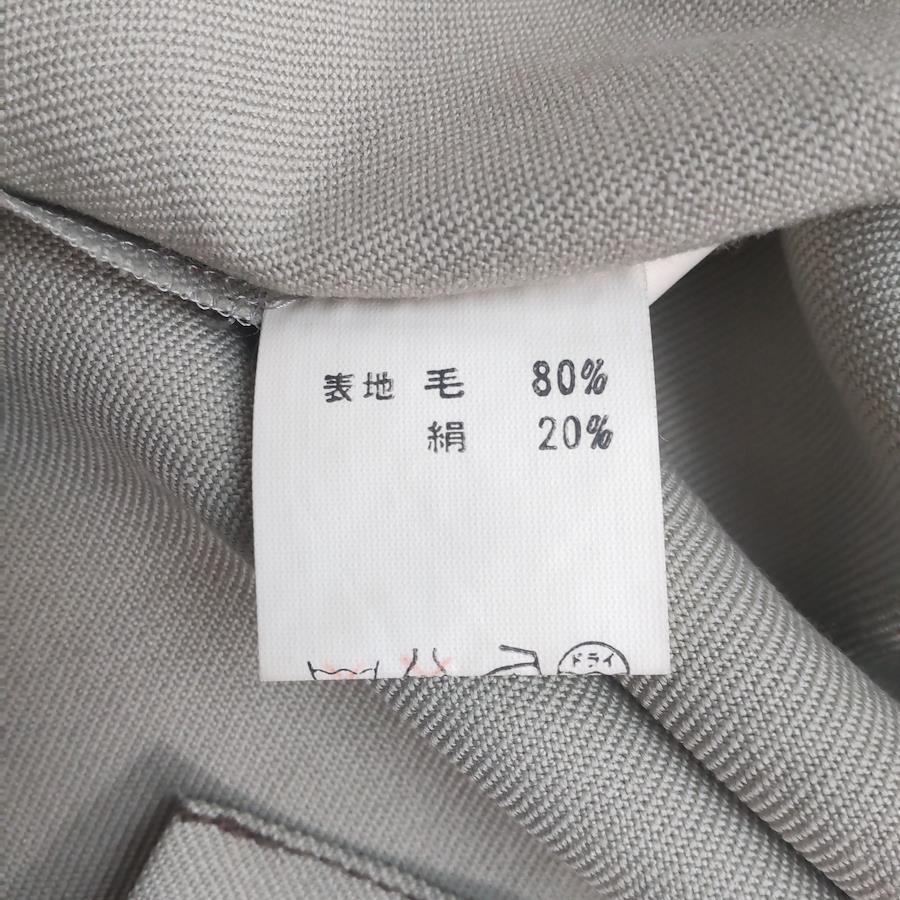 表地 毛 80%
絹 20%
ドライ